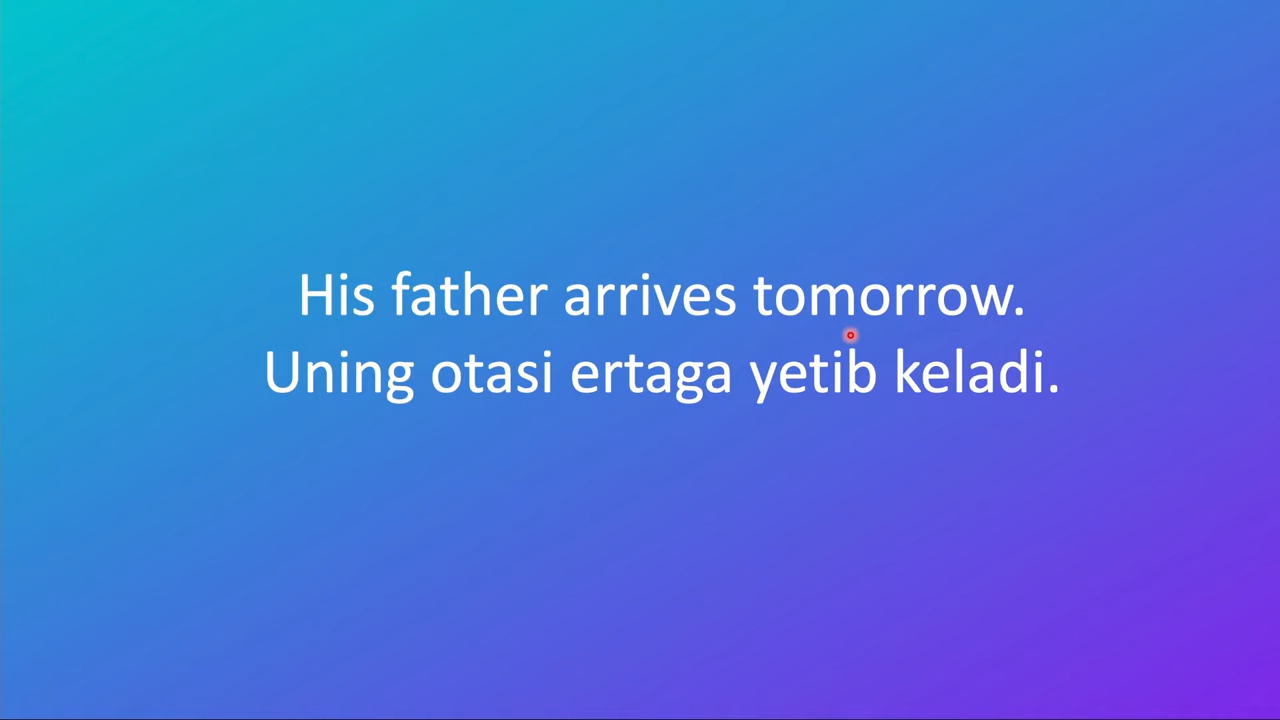 His father arrives tomorrow.
Uning otasi ertaga yetib keladi.